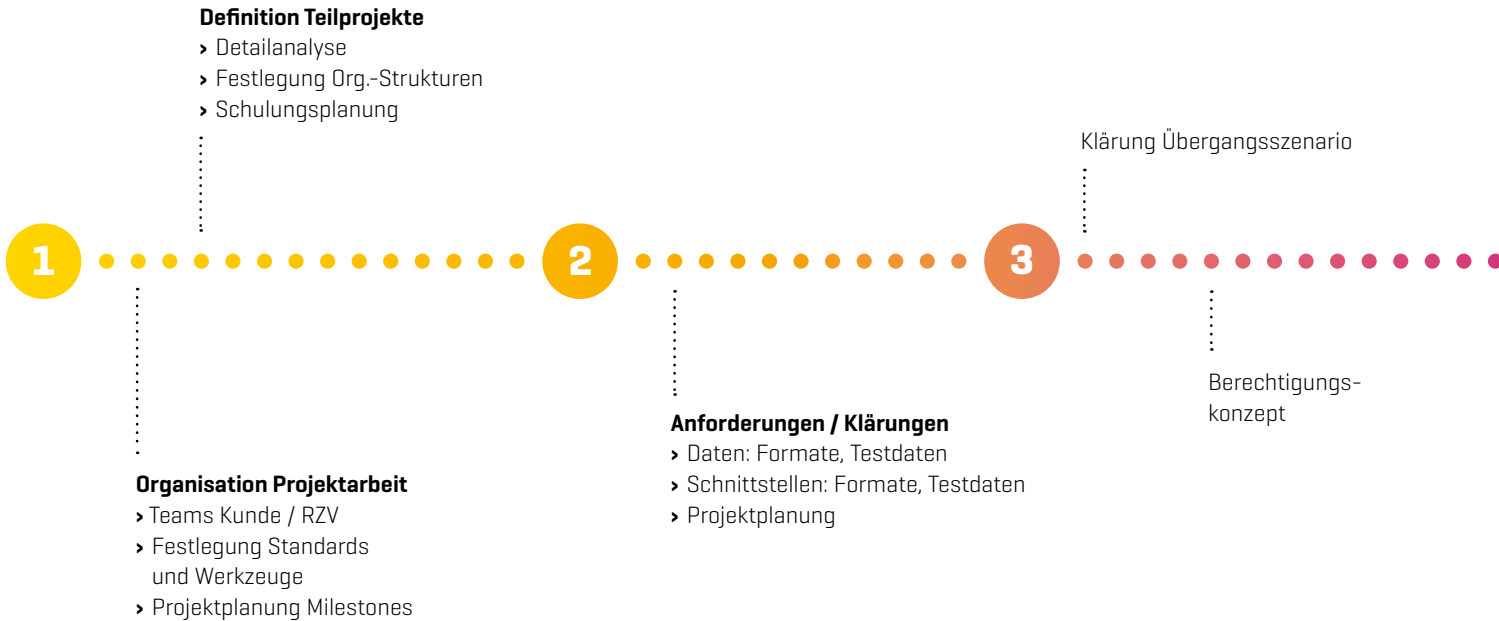 Definition Teilprojekte
› Detailanalyse
› Festlegung Org.-Strukturen
› Schulungsplanung
Klärung Übergangsszenario
1
2
3
Organisation Projektarbeit
› Teams Kunde / RZV
› Festlegung Standards
und Werkzeuge
› Projektplanung Milestones
Anforderungen / Klärungen
› Daten: Formate, Testdaten
› Schnittstellen: Formate, Testdaten
› Projektplanung
Berechtigungs-
konzept